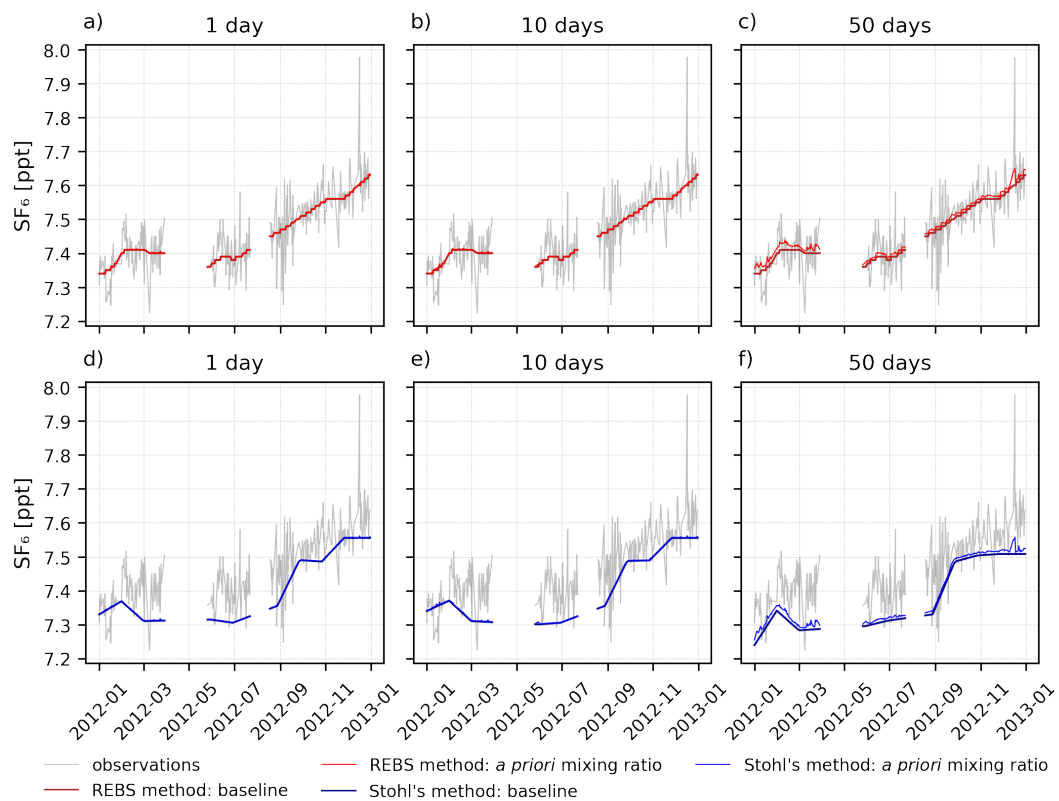 a) 1 day
b) 10 days
c) 50 days
SF₆ [ppt]
8.0
7.9
7.8
7.7
7.6
7.5
7.4
7.3
7.2
d) 1 day
e) 10 days
f) 50 days
SF₆ [ppt]
8.0
7.9
7.8
7.7
7.6
7.5
7.4
7.3
7.2
2012-01 2012-03 2012-05 2012-07 2012-09 2012-11 2013-01
2012-01 2012-03 2012-05 2012-07 2012-09 2012-11 2013-01
2012-01 2012-03 2012-05 2012-07 2012-09 2012-11 2013-01
observations
REBS method: baseline
REBS method: a priori mixing ratio
Stohl's method: baseline
Stohl's method: a priori mixing ratio